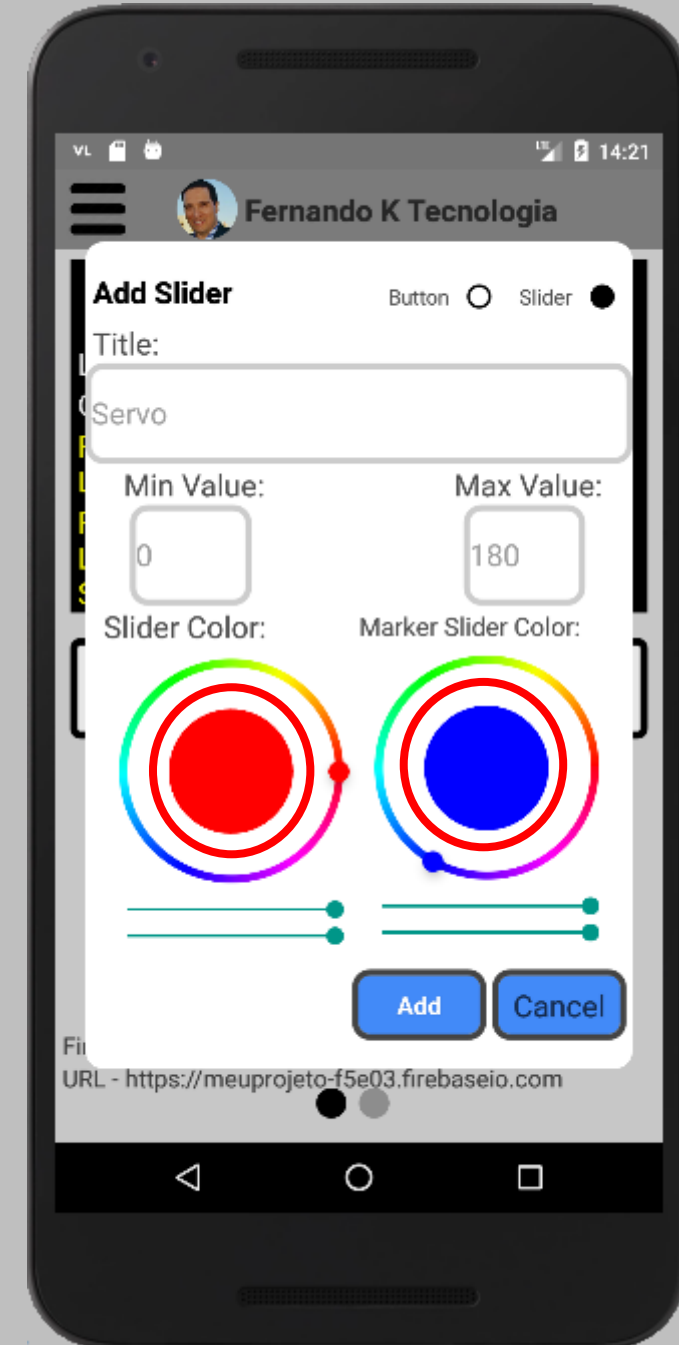 VL LTE 14:21
Fernando K Tecnologia
Add Slider Button Slider
Title:
Servo
Min Value: Max Value:
0 180
Slider Color: Marker Slider Color:
Add Cancel
URL - https://meuprojeto-f5e03.firebaseio.com